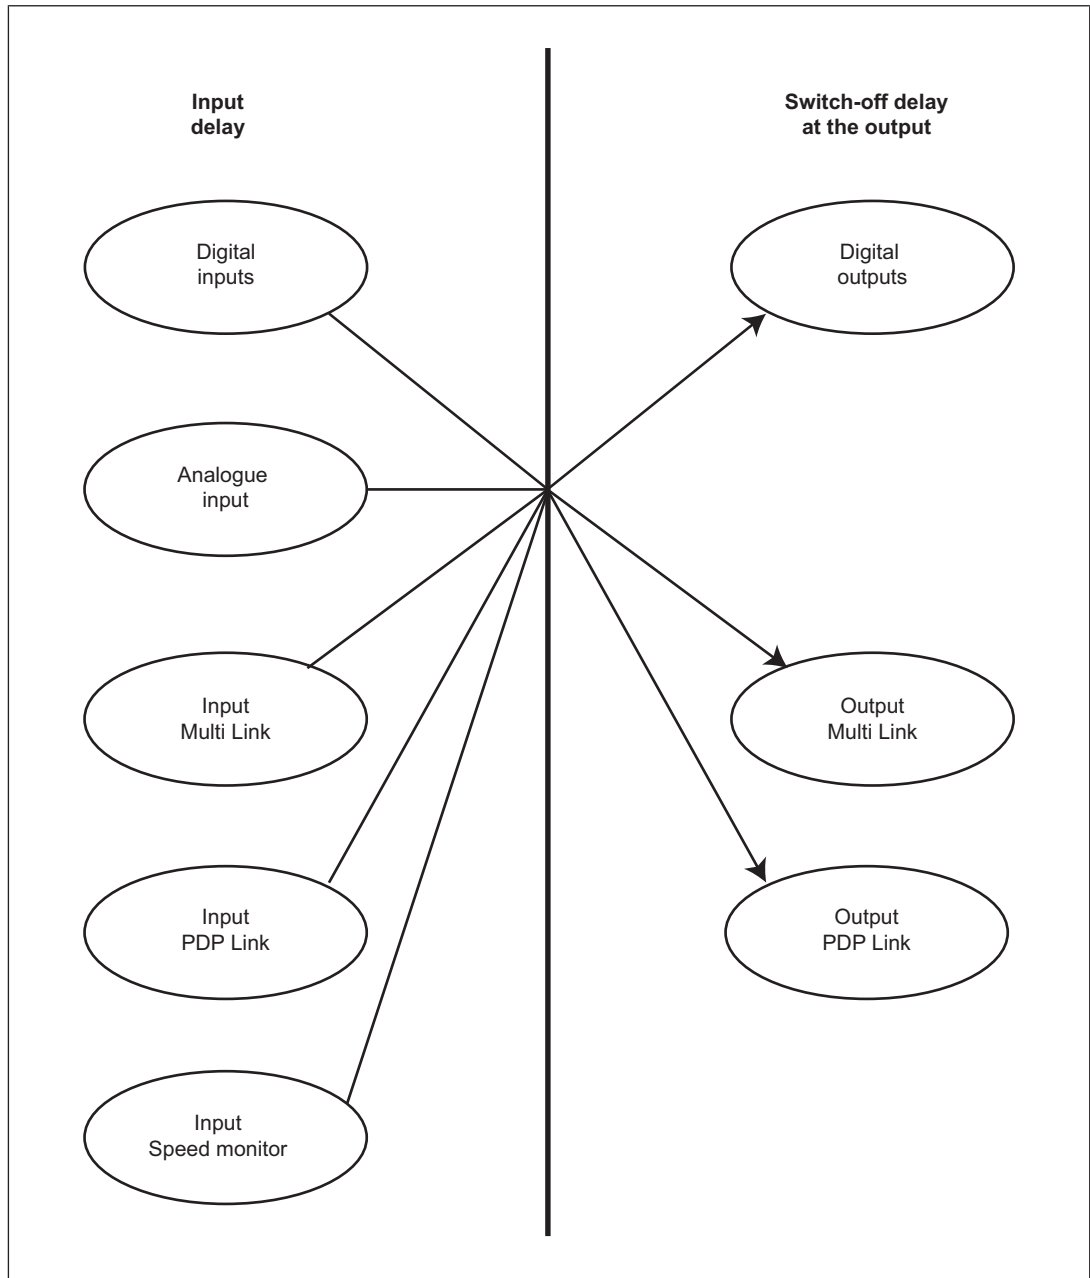 Input
delay
Switch-off delay
at the output
Digital
inputs
Digital
outputs
Analogue
input
Input
Multi Link
Output
Multi Link
Input
PDP Link
Output
PDP Link
Input
Speed monitor